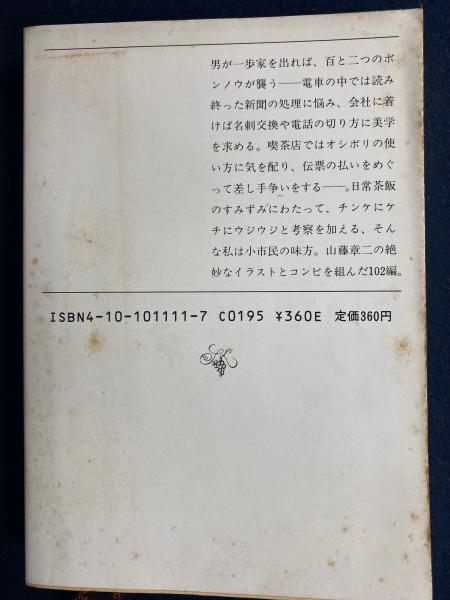 男が一歩家を出れば、百と二つのボ
ンノウが襲う――電車の中では読み
終った新聞の処理に悩み、会社に着
けば名刺交換や電話の切り方に美学
を求める。喫茶店ではオシボリの使
い方に気を配り、伝票の払いをめぐ
って差し手争いをする――。日常茶飯
のすみずみにわたって、チンケにケ
チにウジウジと考察を加える、そん
な私は小市民の味方。山藤章二の絶
妙なイラストとコンビを組んだ102編。
ISBN4-10-101111-7 C0195 ¥360E 定価360円